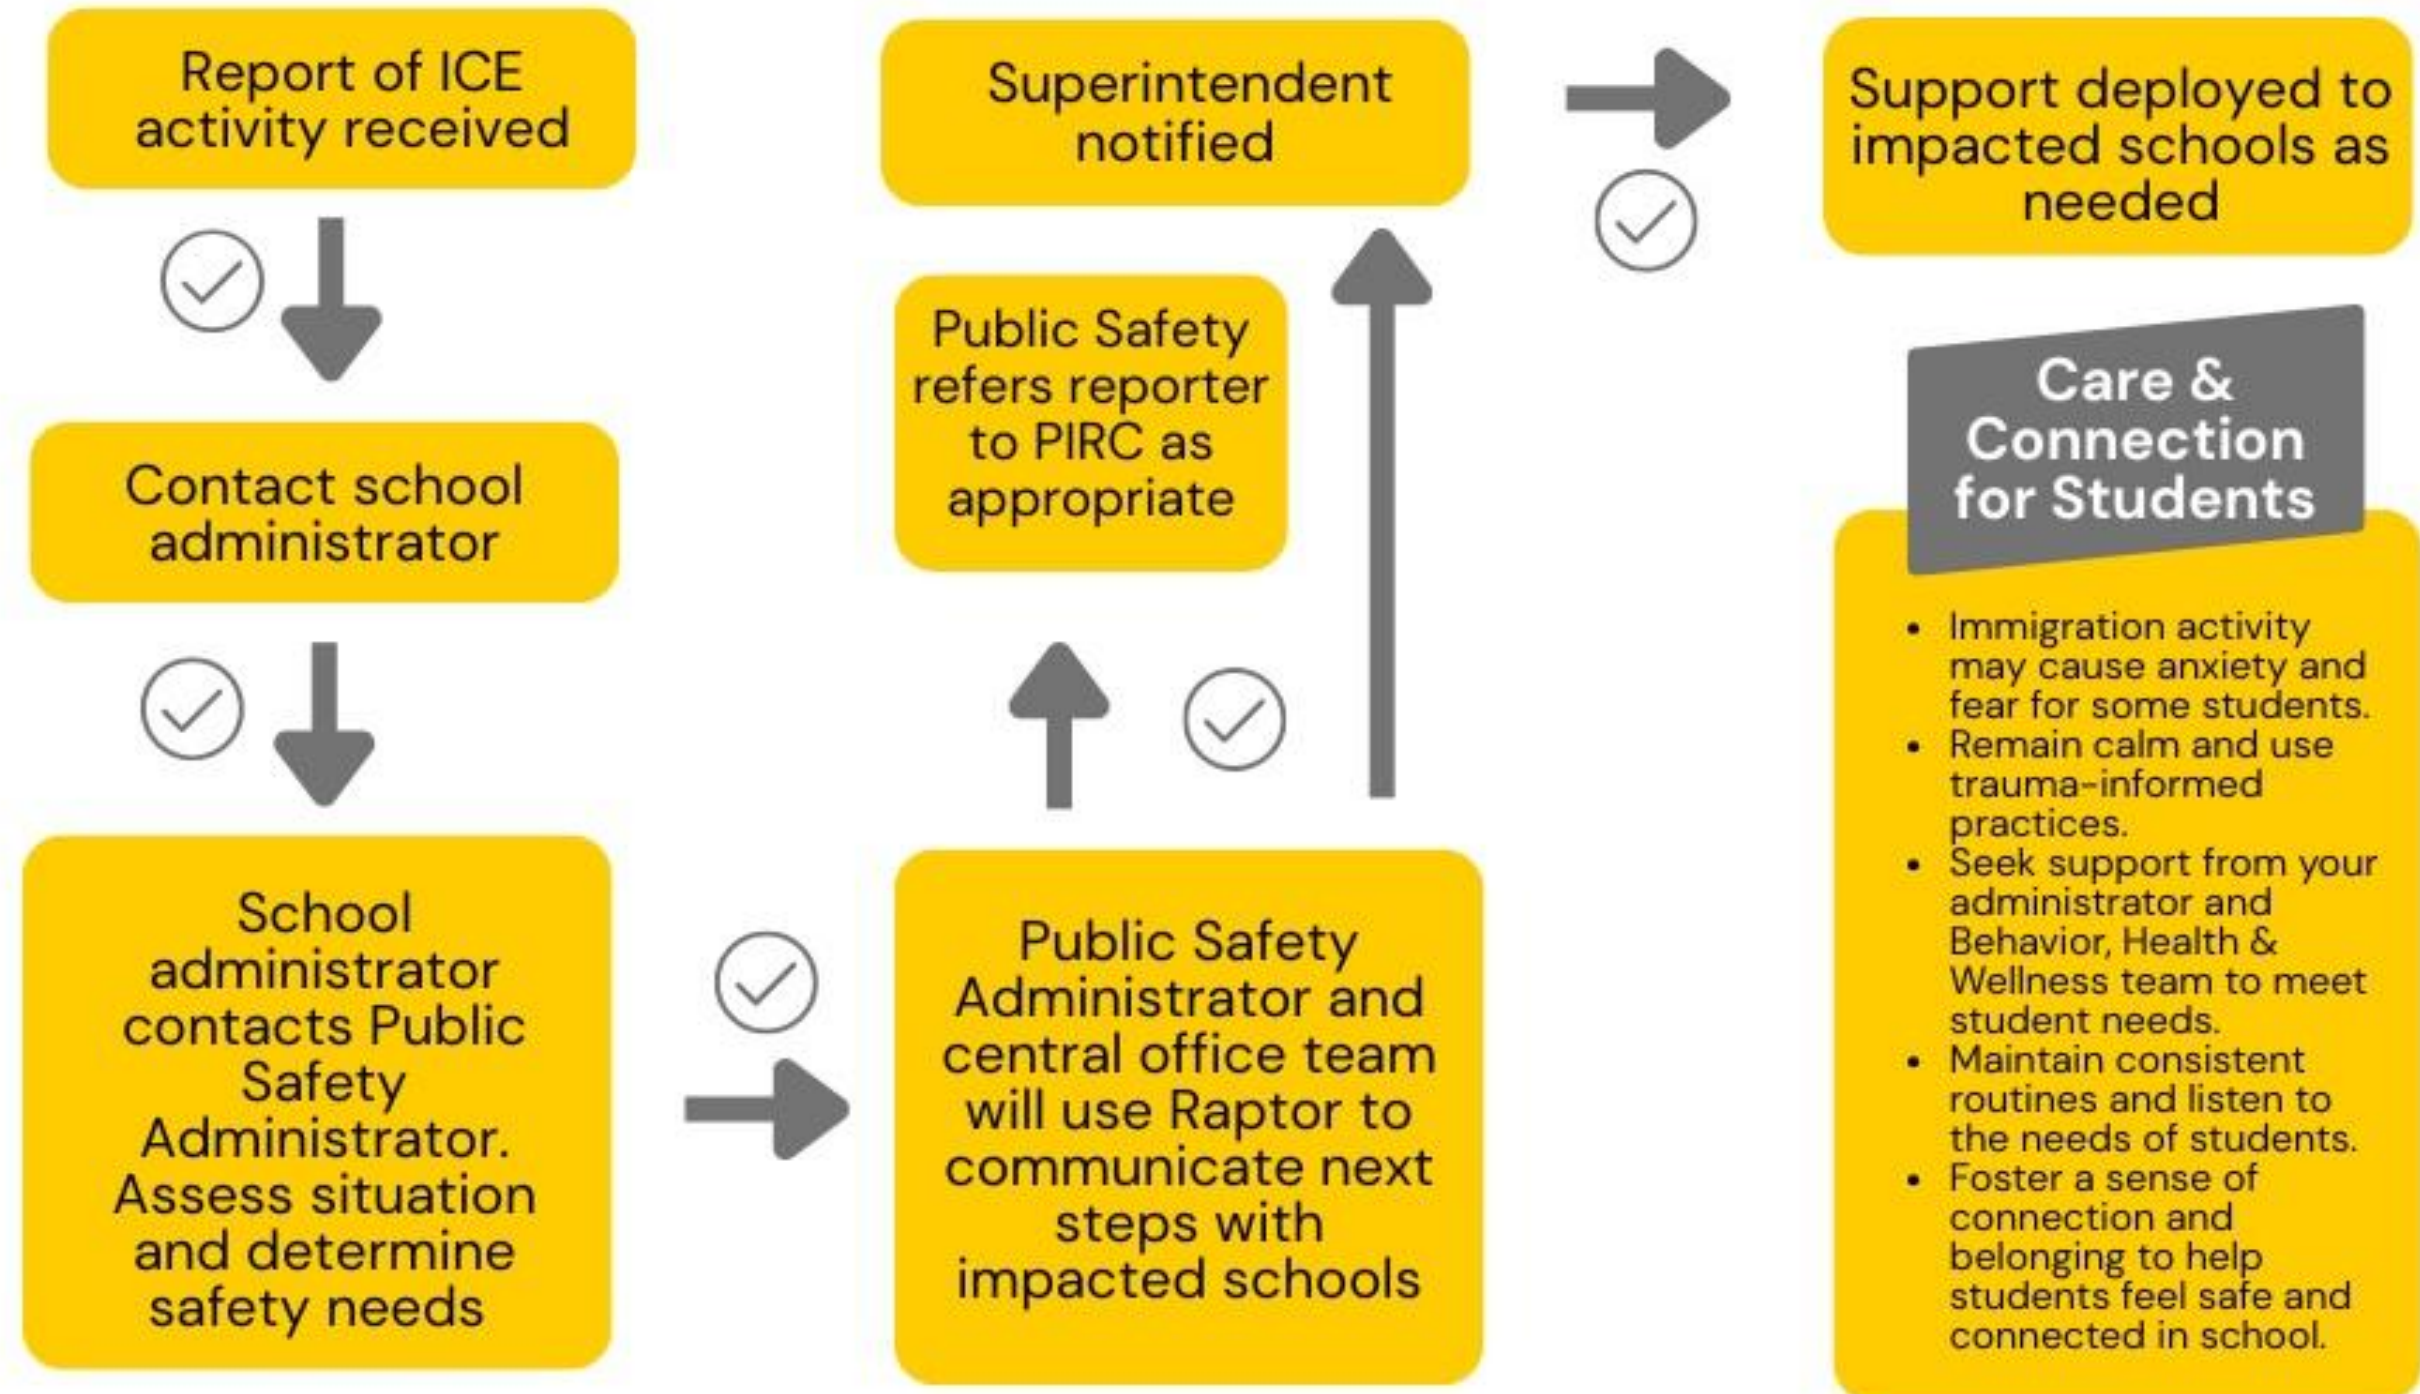 Report of ICE
activity received
Contact school
administrator
School
administrator
contacts Public
Safety
Administrator.
Assess situation
and determine
safety needs
Public Safety
Administrator and
central office team
will use Raptor to
communicate next
steps with
impacted schools
Public Safety
refers reporter
to PIRC as
appropriate
Superintendent
notified
Support deployed to
impacted schools as
needed
Care &
Connection
for Students
• Immigration activity
may cause anxiety and
fear for some students.
• Remain calm and use
trauma-informed
practices.
• Seek support from your
administrator and
Behavior, Health &
Wellness team to meet
student needs.
• Maintain consistent
routines and listen to
the needs of students.
• Foster a sense of
connection and
belonging to help
students feel safe and
connected in school.